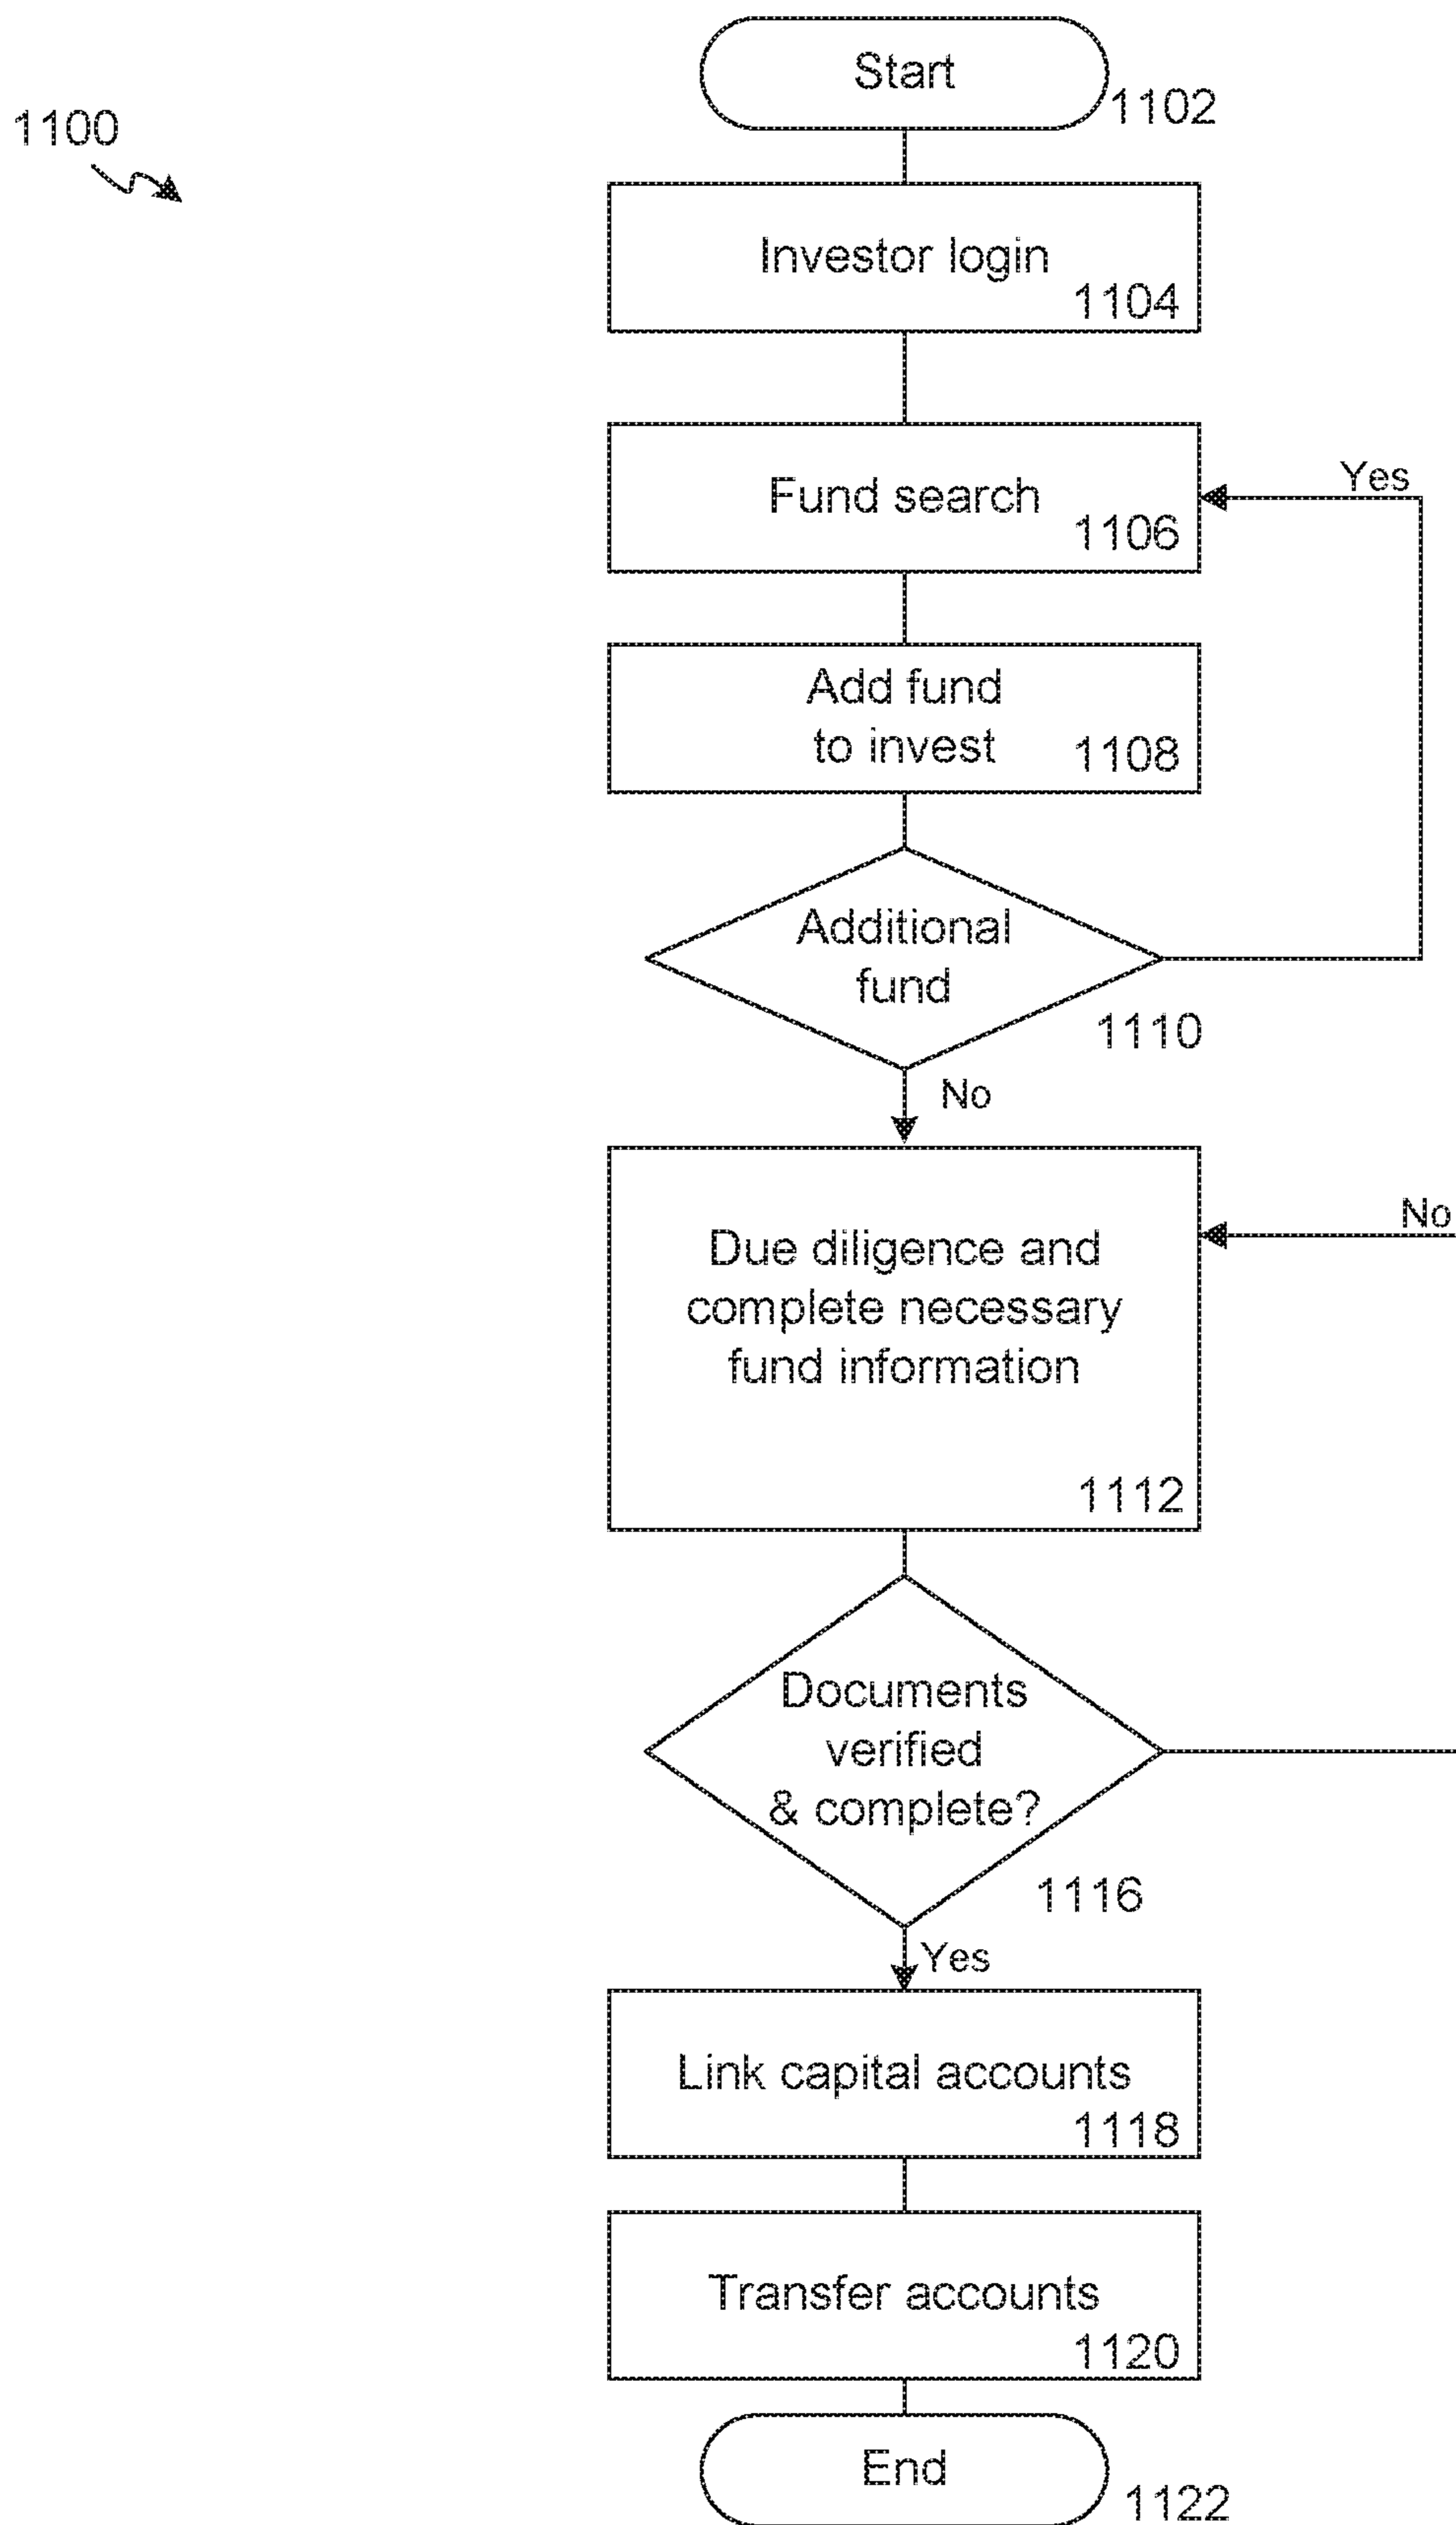 Start
1102
1100
Investor login
1104
Yes
Fund search
1106
Add fund
to invest
1108
Additional
fund
1110
No
No
Due diligence and
complete necessary
fund information
1112
Documents
verified
& complete?
1116
Yes
Link capital accounts
1118
Transfer accounts
1120
End
1122